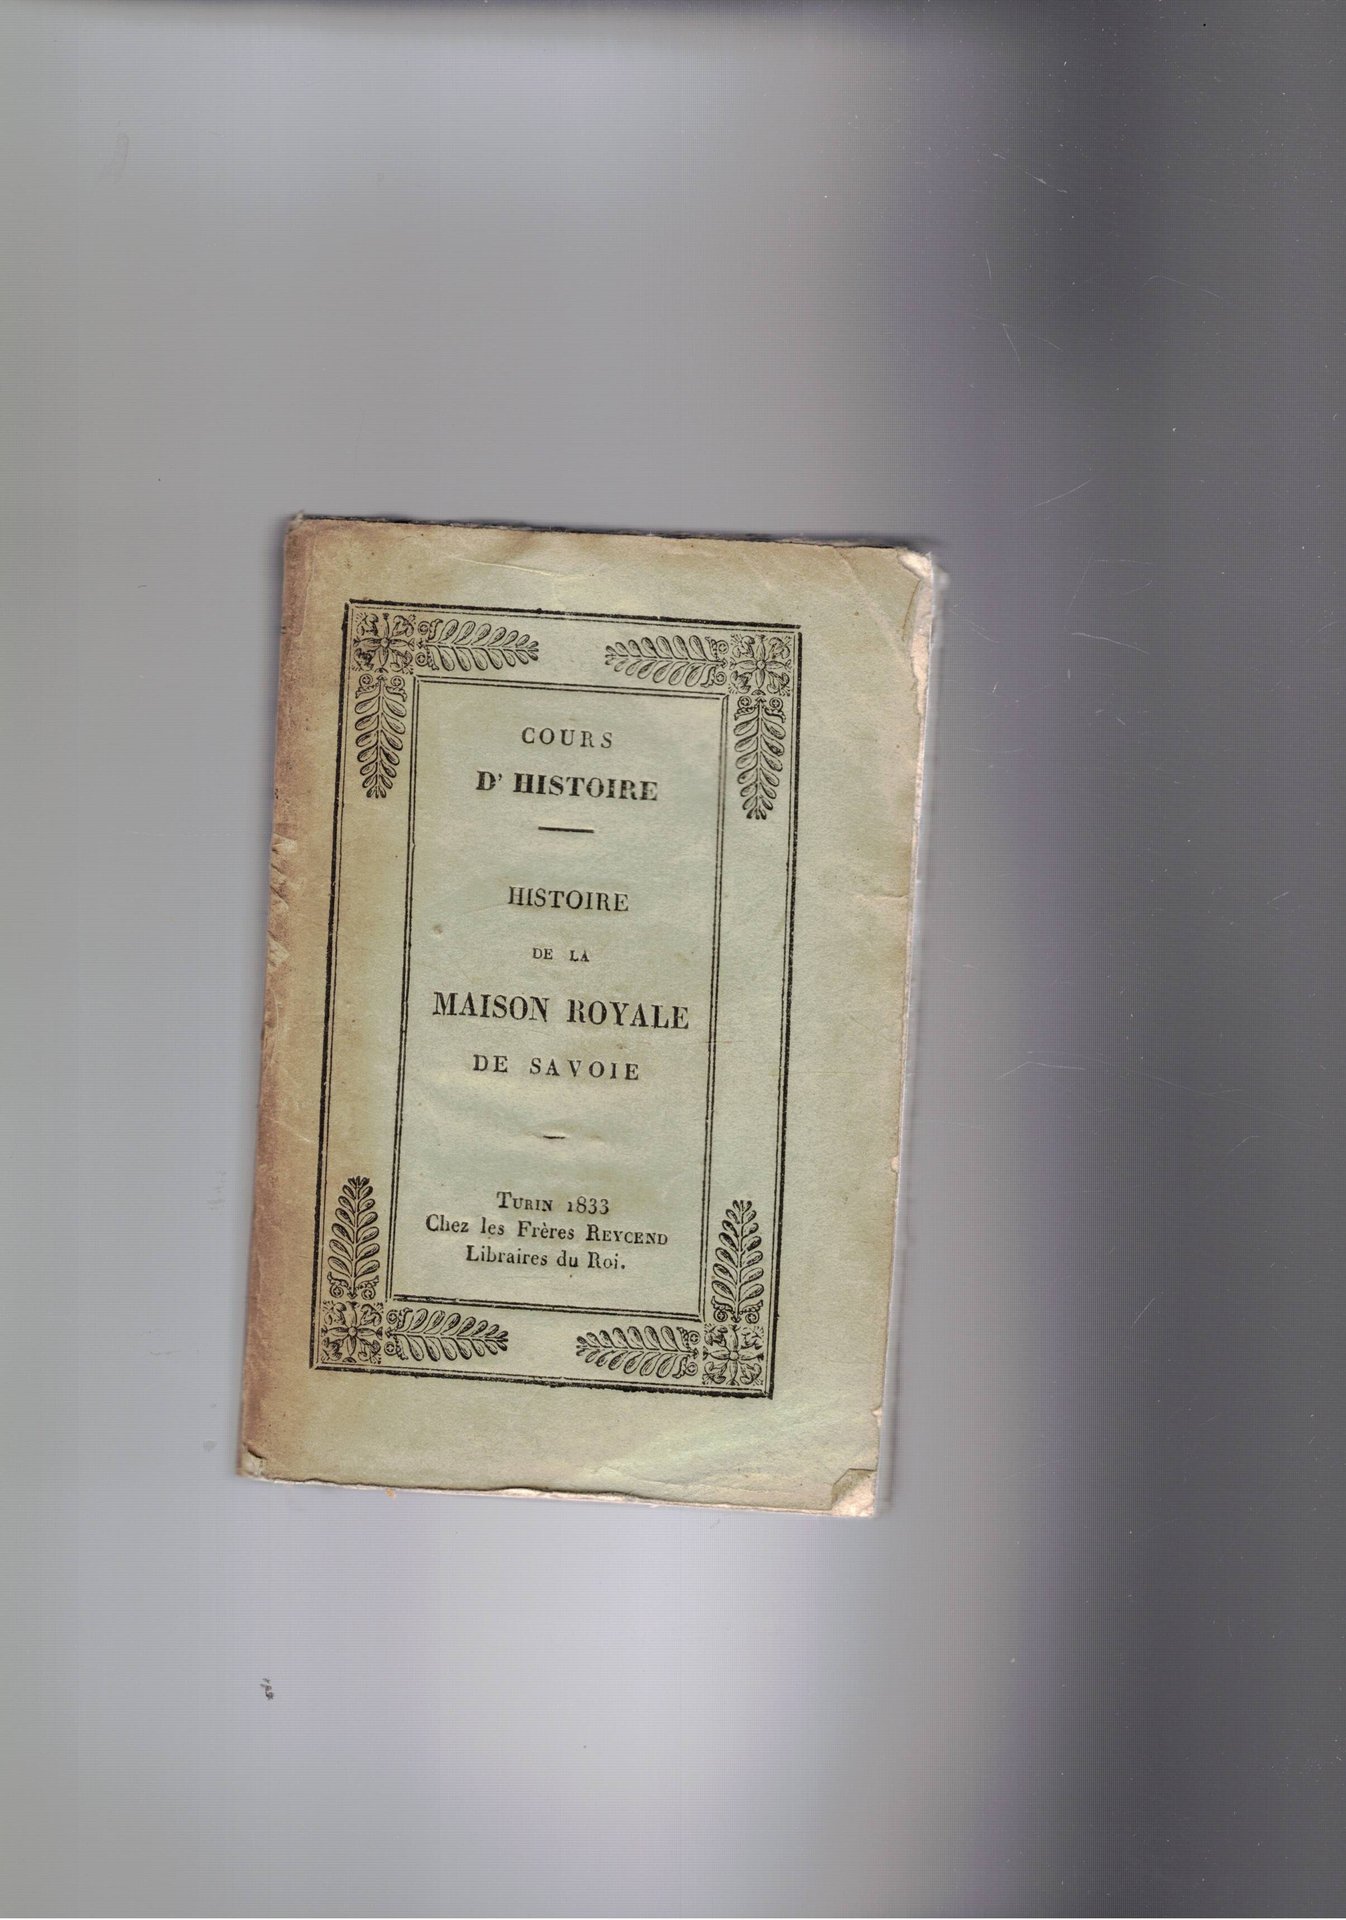 COURS
D' HISTOIRE
HISTOIRE
DE LA
MAISON ROYALE
DE SAVOIE
TURIN 1833
Chez les Frères REYCEND
Libraires du Roi.